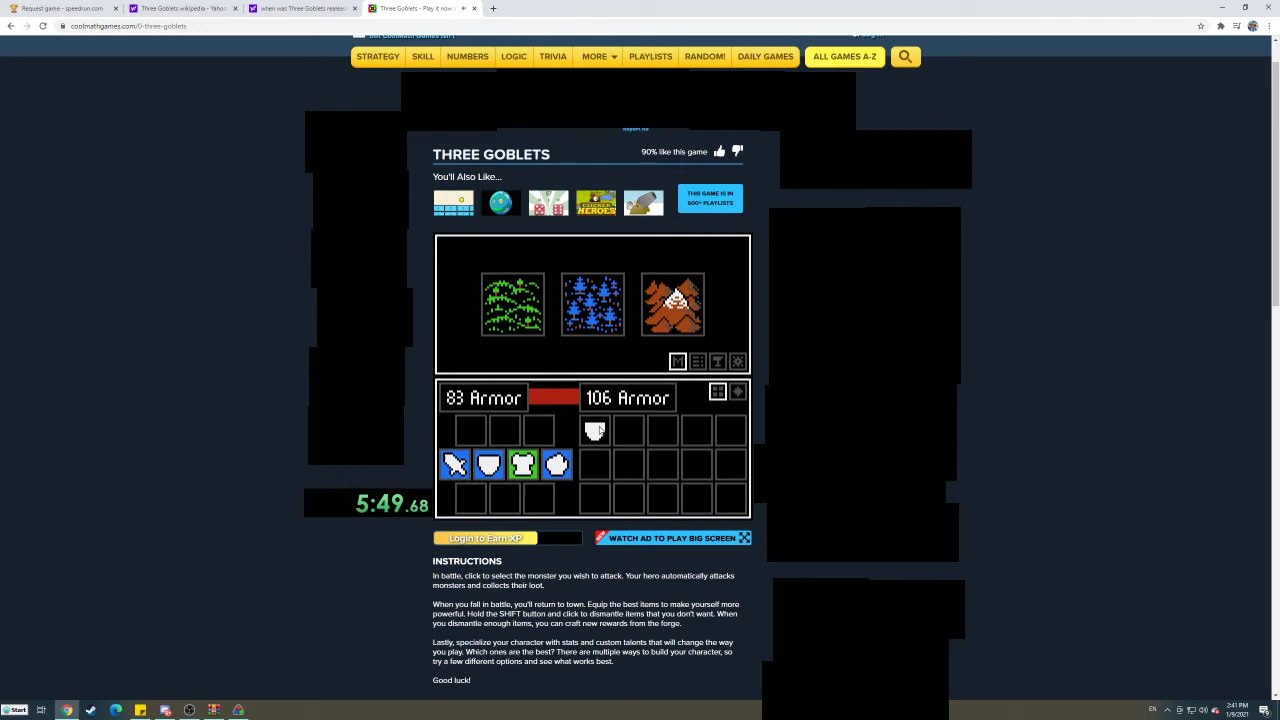 Request game - speedrun.com
Three Goblets wikipedia -
when was Three Goblets realease
Three Goblets - Play it now
coolmathgames.com/0-three-goblets
but CoolMath Games isn't
STRATEGY SKILL NUMBERS LOGIC TRIVIA MORE PLAYLISTS RANDOM! DAILY GAMES ALL GAMES A-Z
Report Ad
THREE GOBLETS
90% like this game
You'll Also Like...
CLICKER
HEROES
THIS GAME IS IN
600+ PLAYLISTS
83 Armor
106 Armor
5:49.68
Login to Earn XP
WATCH AD TO PLAY BIG SCREEN
INSTRUCTIONS
In battle, click to select the monster you wish to attack. Your hero automatically attacks
monsters and collects their loot.
When you fall in battle, you'll return to town. Equip the best items to make yourself more
powerful. Hold the SHIFT button and click to dismantle items that you don't want. When
you dismantle enough items, you can craft new rewards from the forge.
Lastly, specialize your character with stats and custom talents that will change the way
you play. Which ones are the best? There are multiple ways to build your character, so
try a few different options and see what works best.
Good luck!
Start
EN
2:41 PM
1/9/2021